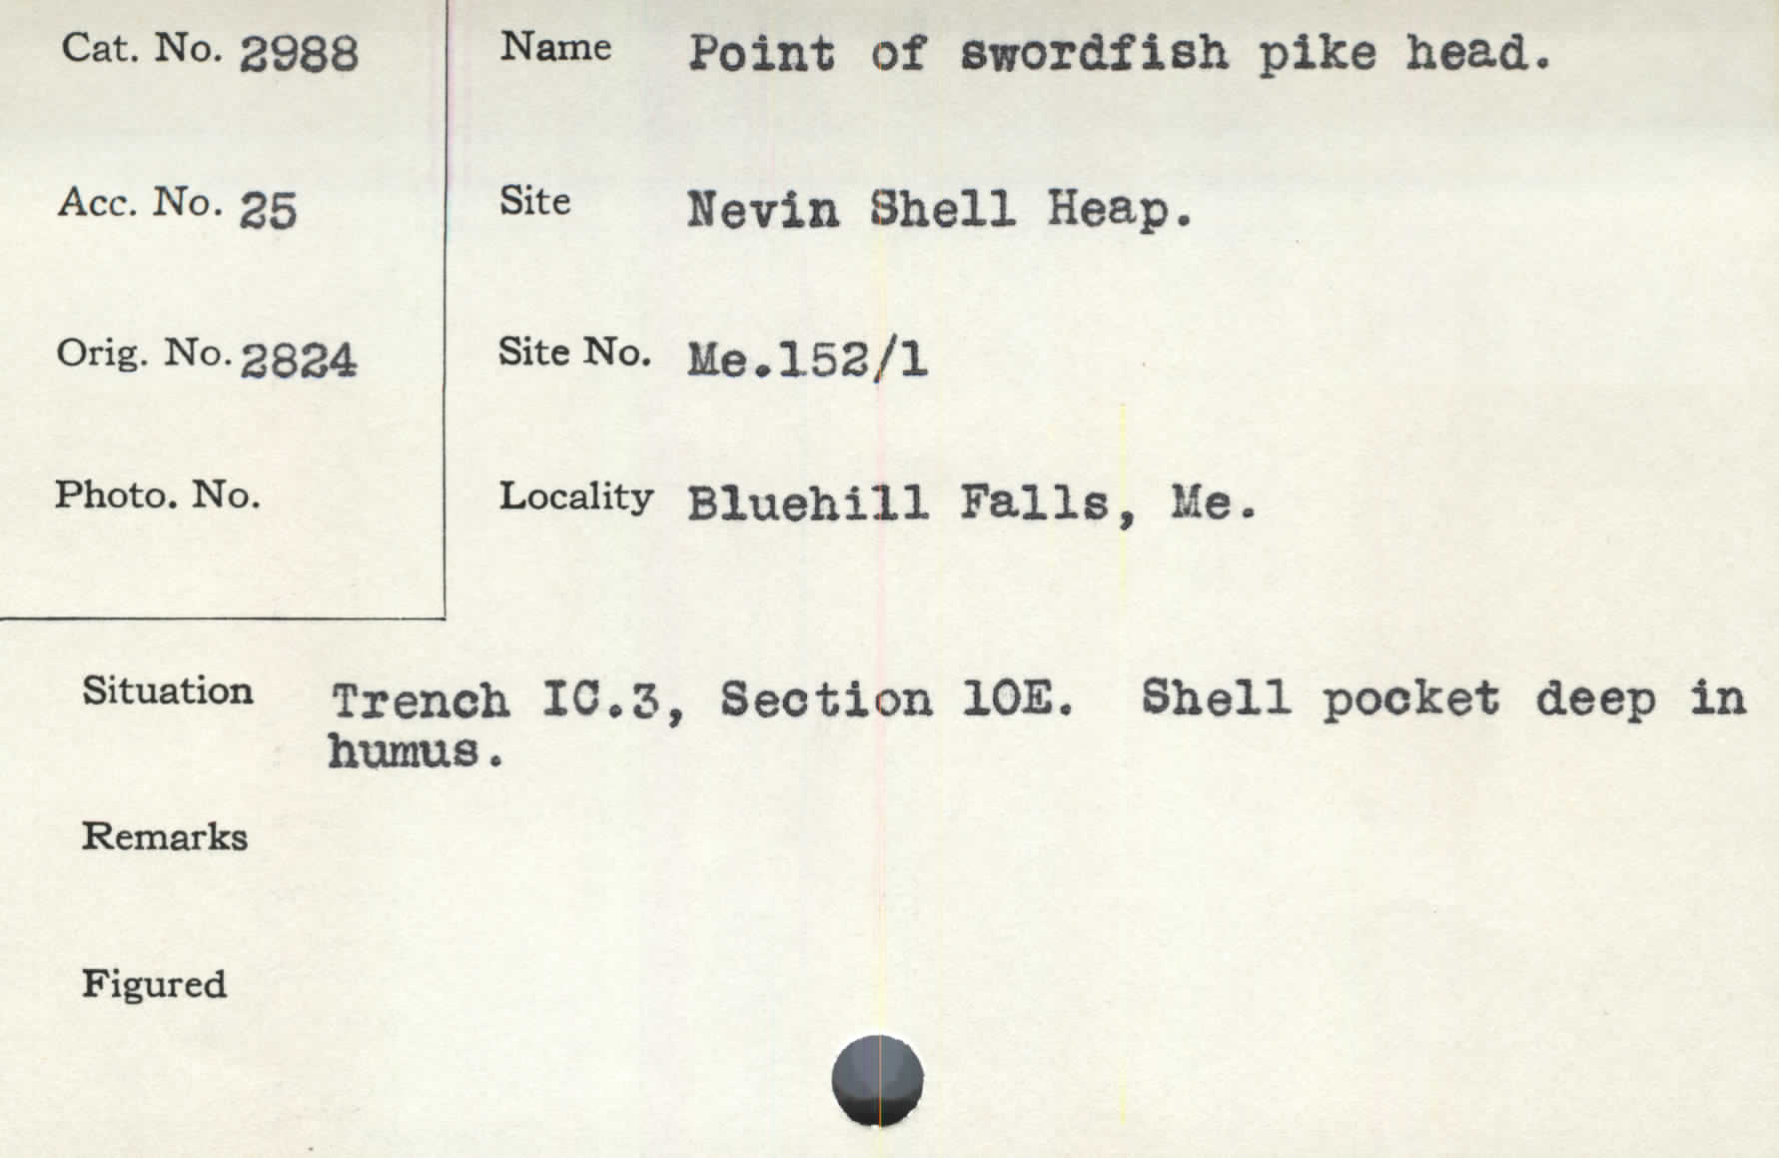 Cat. No. 2988 Name Point of swordfish pike head.
Acc. No. 25 Site Nevin Shell Heap.
Orig. No. 2824 Site No. Me.152/1
Photo. No. Locality Bluehill Falls, Me.
Situation Trench IC.3, Section 10E. Shell pocket deep in
humus.
Remarks
Figured